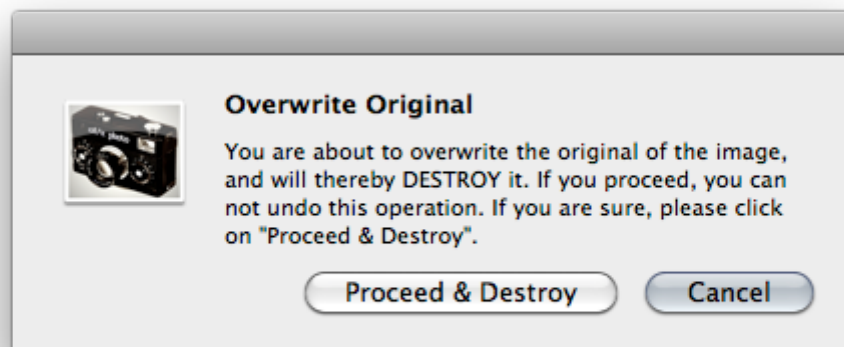 Overwrite Original
You are about to overwrite the original of the image,
and will thereby DESTROY it. If you proceed, you can
not undo this operation. If you are sure, please click
on "Proceed & Destroy".
Proceed & Destroy
Cancel